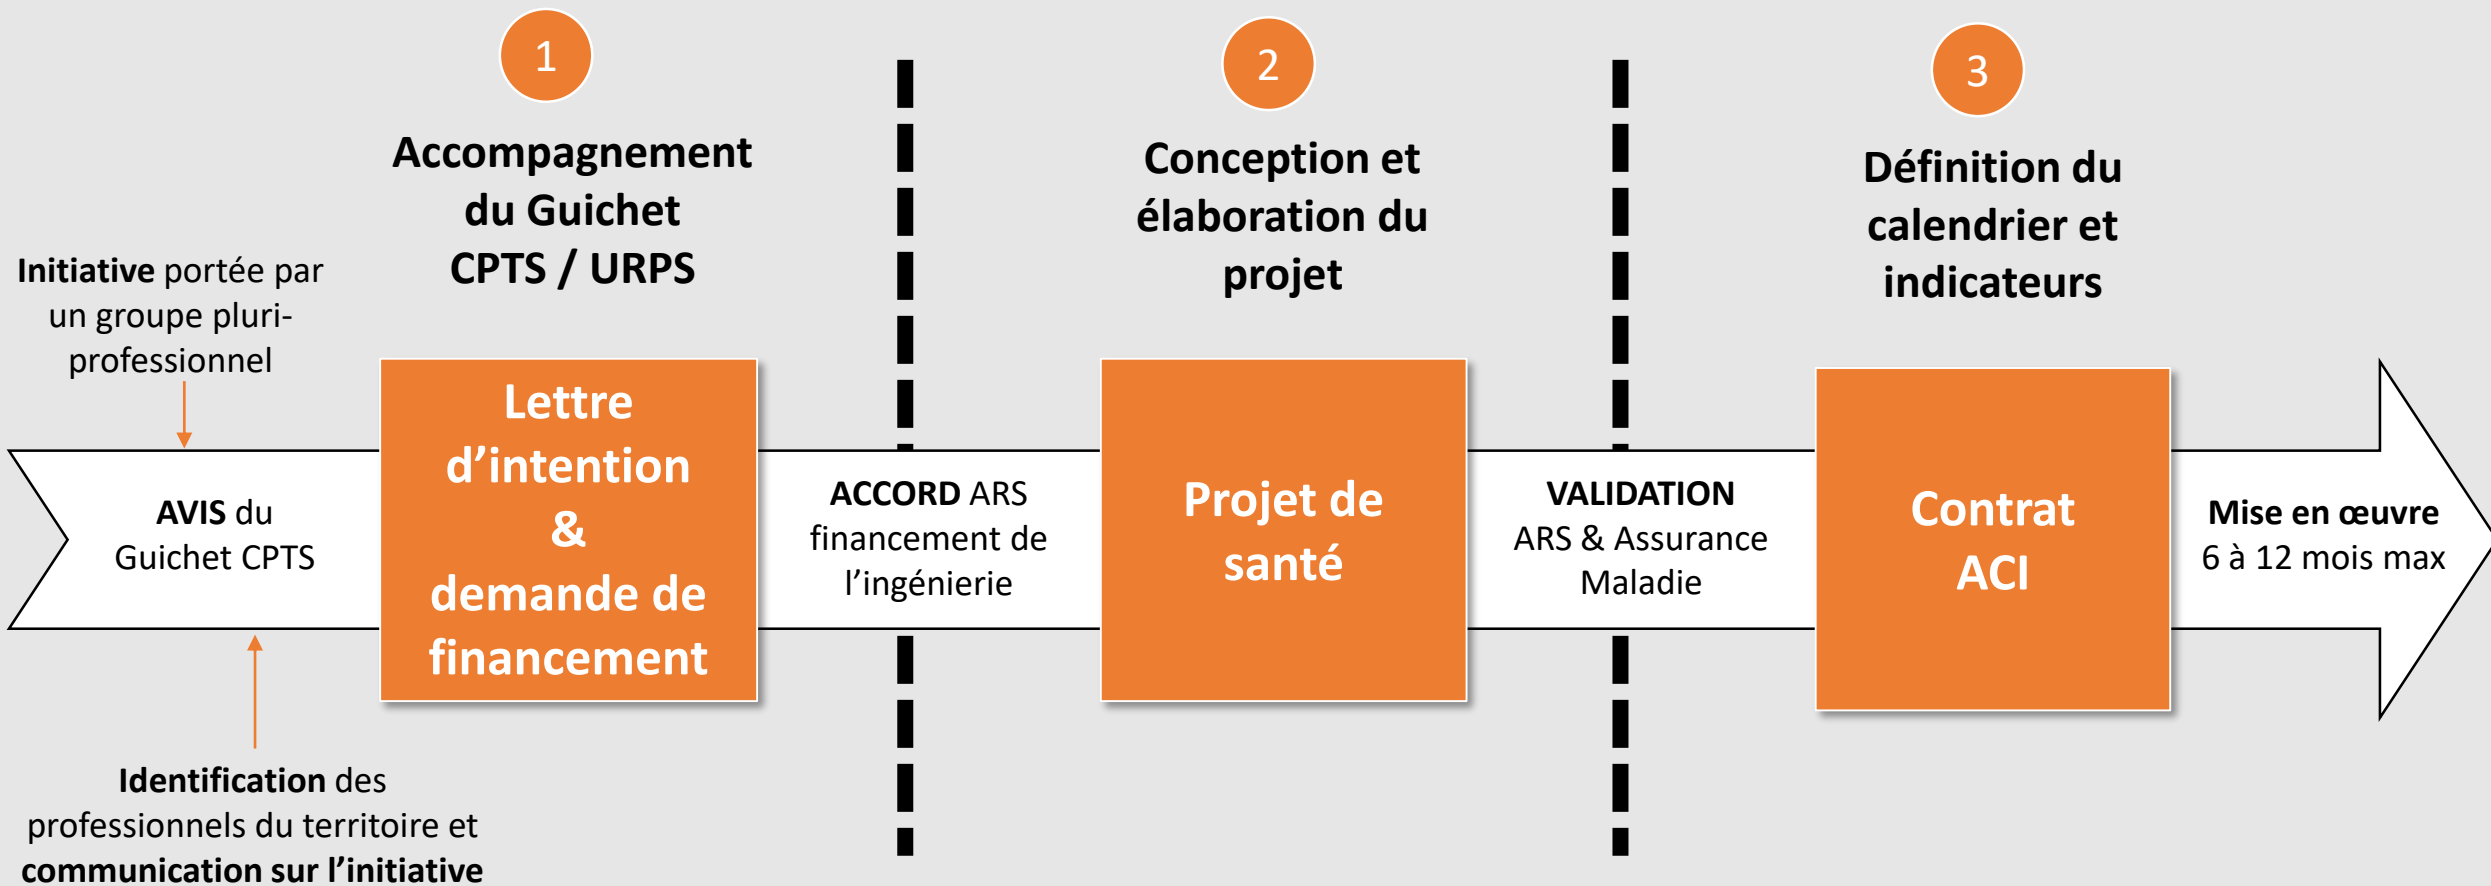 1
Accompagnement
du Guichet
CPTS / URPS
2
Conception et
élaboration du
projet
3
Définition du
calendrier et
indicateurs
Initiative portée par
un groupe pluri-
professionnel
AVIS du
Guichet CPTS
Identification des
professionnels du territoire et
communication sur l’initiative
Lettre
d’intention
&
demande de
financement
ACCORD ARS
financement de
l’ingénierie
Projet de
santé
VALIDATION
ARS & Assurance
Maladie
Contrat
ACI
Mise en œuvre
6 à 12 mois max